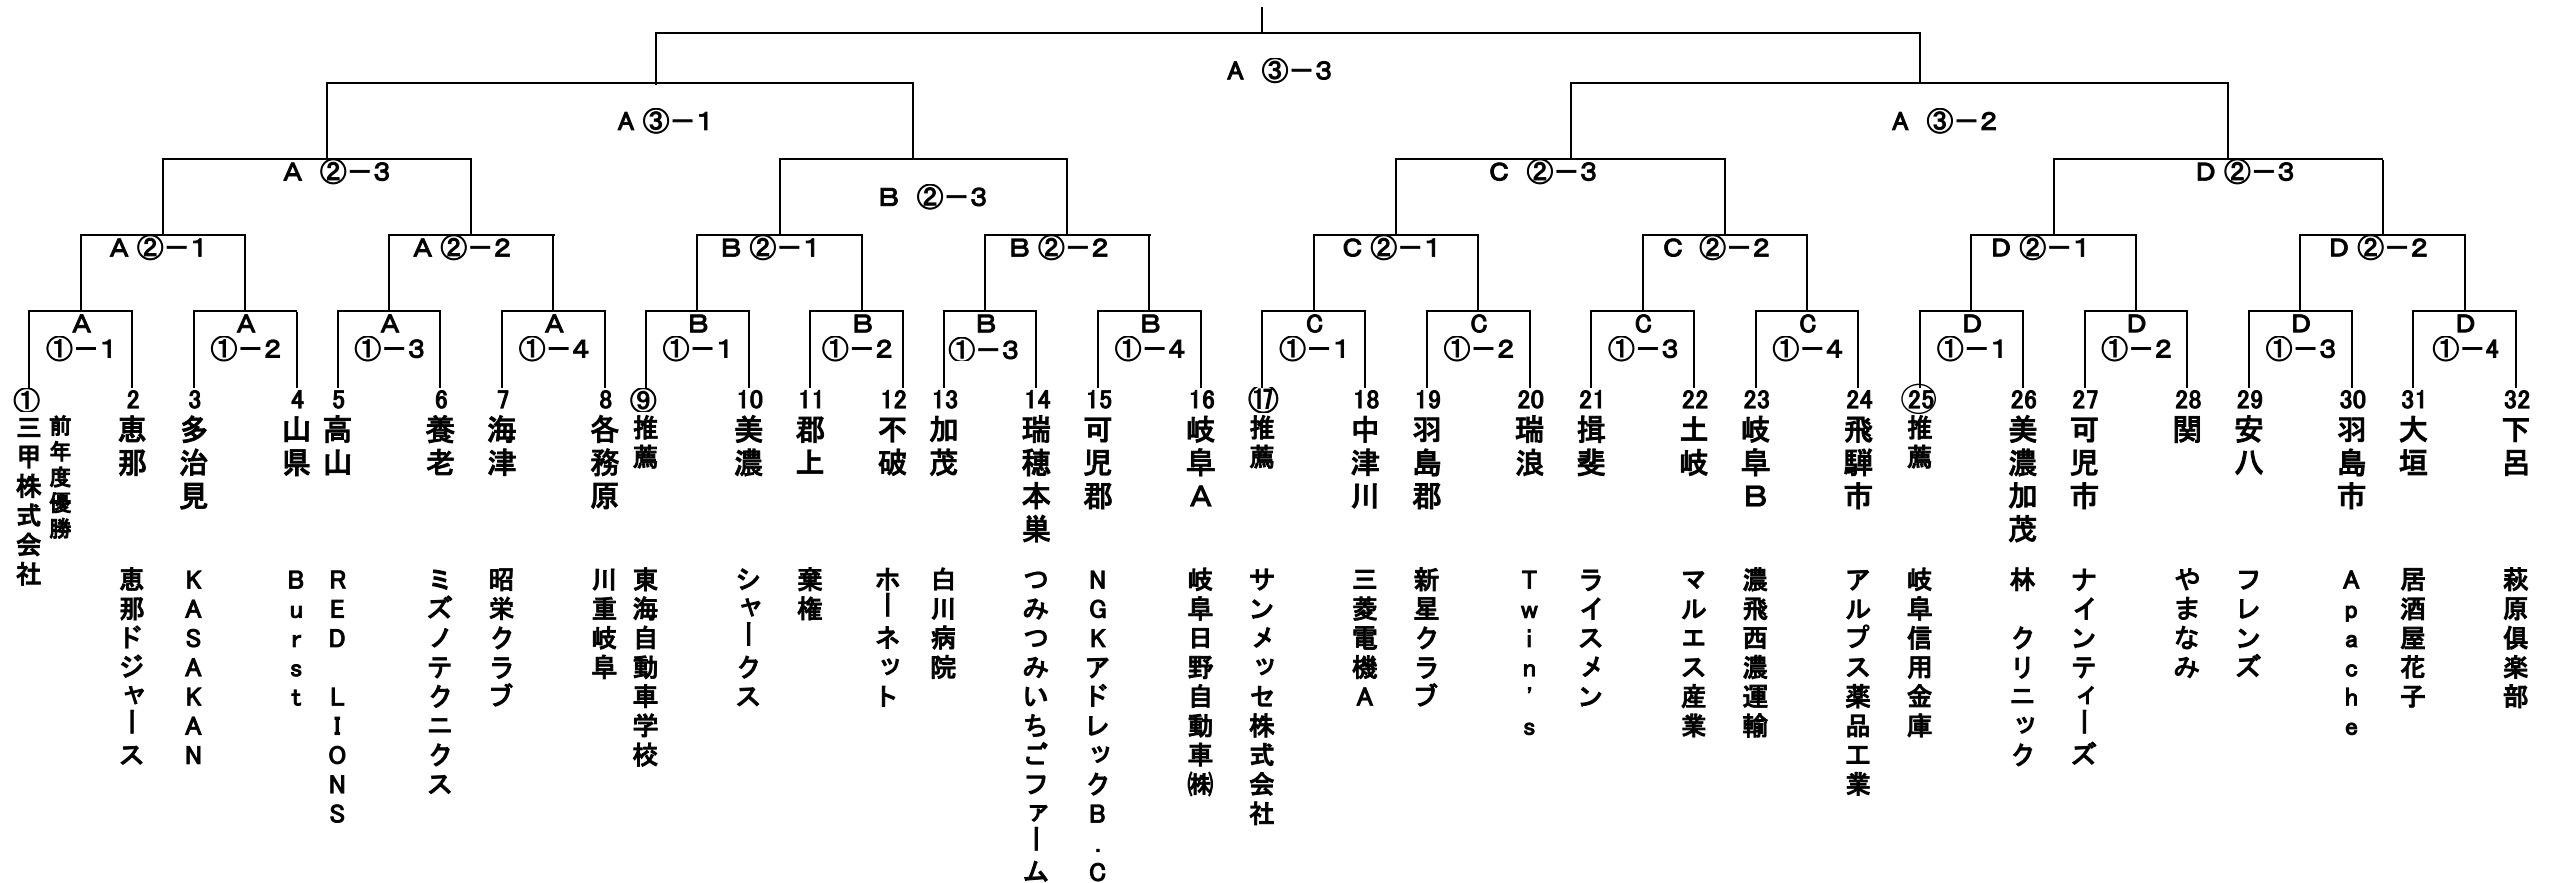 A ③－3
A ③－1
A ③－2
A ②－3
B ②－3
C ②－3
D ②－3
A ②－1
A ②－2
B ②－1
B ②－2
C ②－1
C ②－2
D ②－1
D ②－2
A ①－1
A ①－2
A ①－3
A ①－4
B ①－1
B ①－2
B ①－3
B ①－4
C ①－1
C ①－2
C ①－3
C ①－4
D ①－1
D ①－2
D ①－3
D ①－4
① 前年度優勝
三甲株式会社
2 恵那 恵那ドジャース
3 多治見 KASAKAN
4 山県 Burst
5 高山 RED LIONS
6 養老 ミズノテクニクス
7 海津 昭栄クラブ
8 各務原 川重岐阜
⑨ 推薦 東海自動車学校
10 美濃 シャークス
11 郡上 棄権
12 不破 ホーネット
13 加茂 白川病院
14 瑞穂本巣 つみつみいちごファーム
15 可児郡 NGKアドレックB.C
16 岐阜A 岐阜日野自動車㈱
⑰ 推薦 サンメッセ株式会社
18 中津川 三菱電機A
19 羽島郡 新星クラブ
20 瑞浪 Twin’s
21 揖斐 ライスメン
22 土岐 マルエス産業
23 岐阜B 濃飛西濃運輸
24 飛騨市 アルプス薬品工業
㉕ 推薦 岐阜信用金庫
26 美濃加茂 林 クリニック
27 可児市 ナインティーズ
28 関 やまなみ
29 安八 フレンズ
30 羽島市 Apache
31 大垣 居酒屋花子
32 下呂 萩原倶楽部